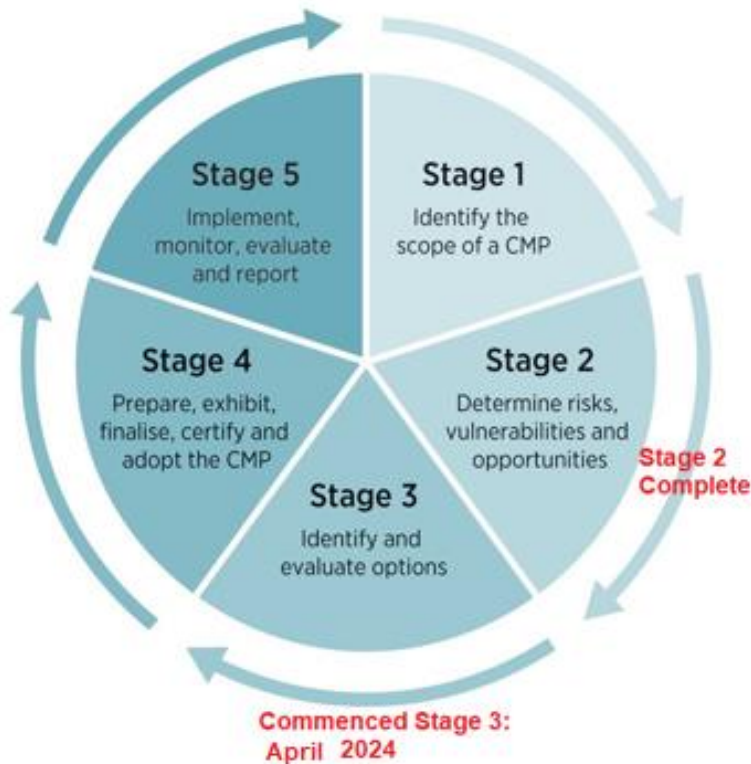 Stage 1
Identify the
scope of a CMP
Stage 2
Determine risks,
vulnerabilities and
opportunities
Stage 2
Complete
Stage 3
Identify and
evaluate options
Commenced Stage 3:
April 2024
Stage 4
Prepare, exhibit,
finalise, certify and
adopt the CMP
Stage 5
Implement,
monitor, evaluate
and report